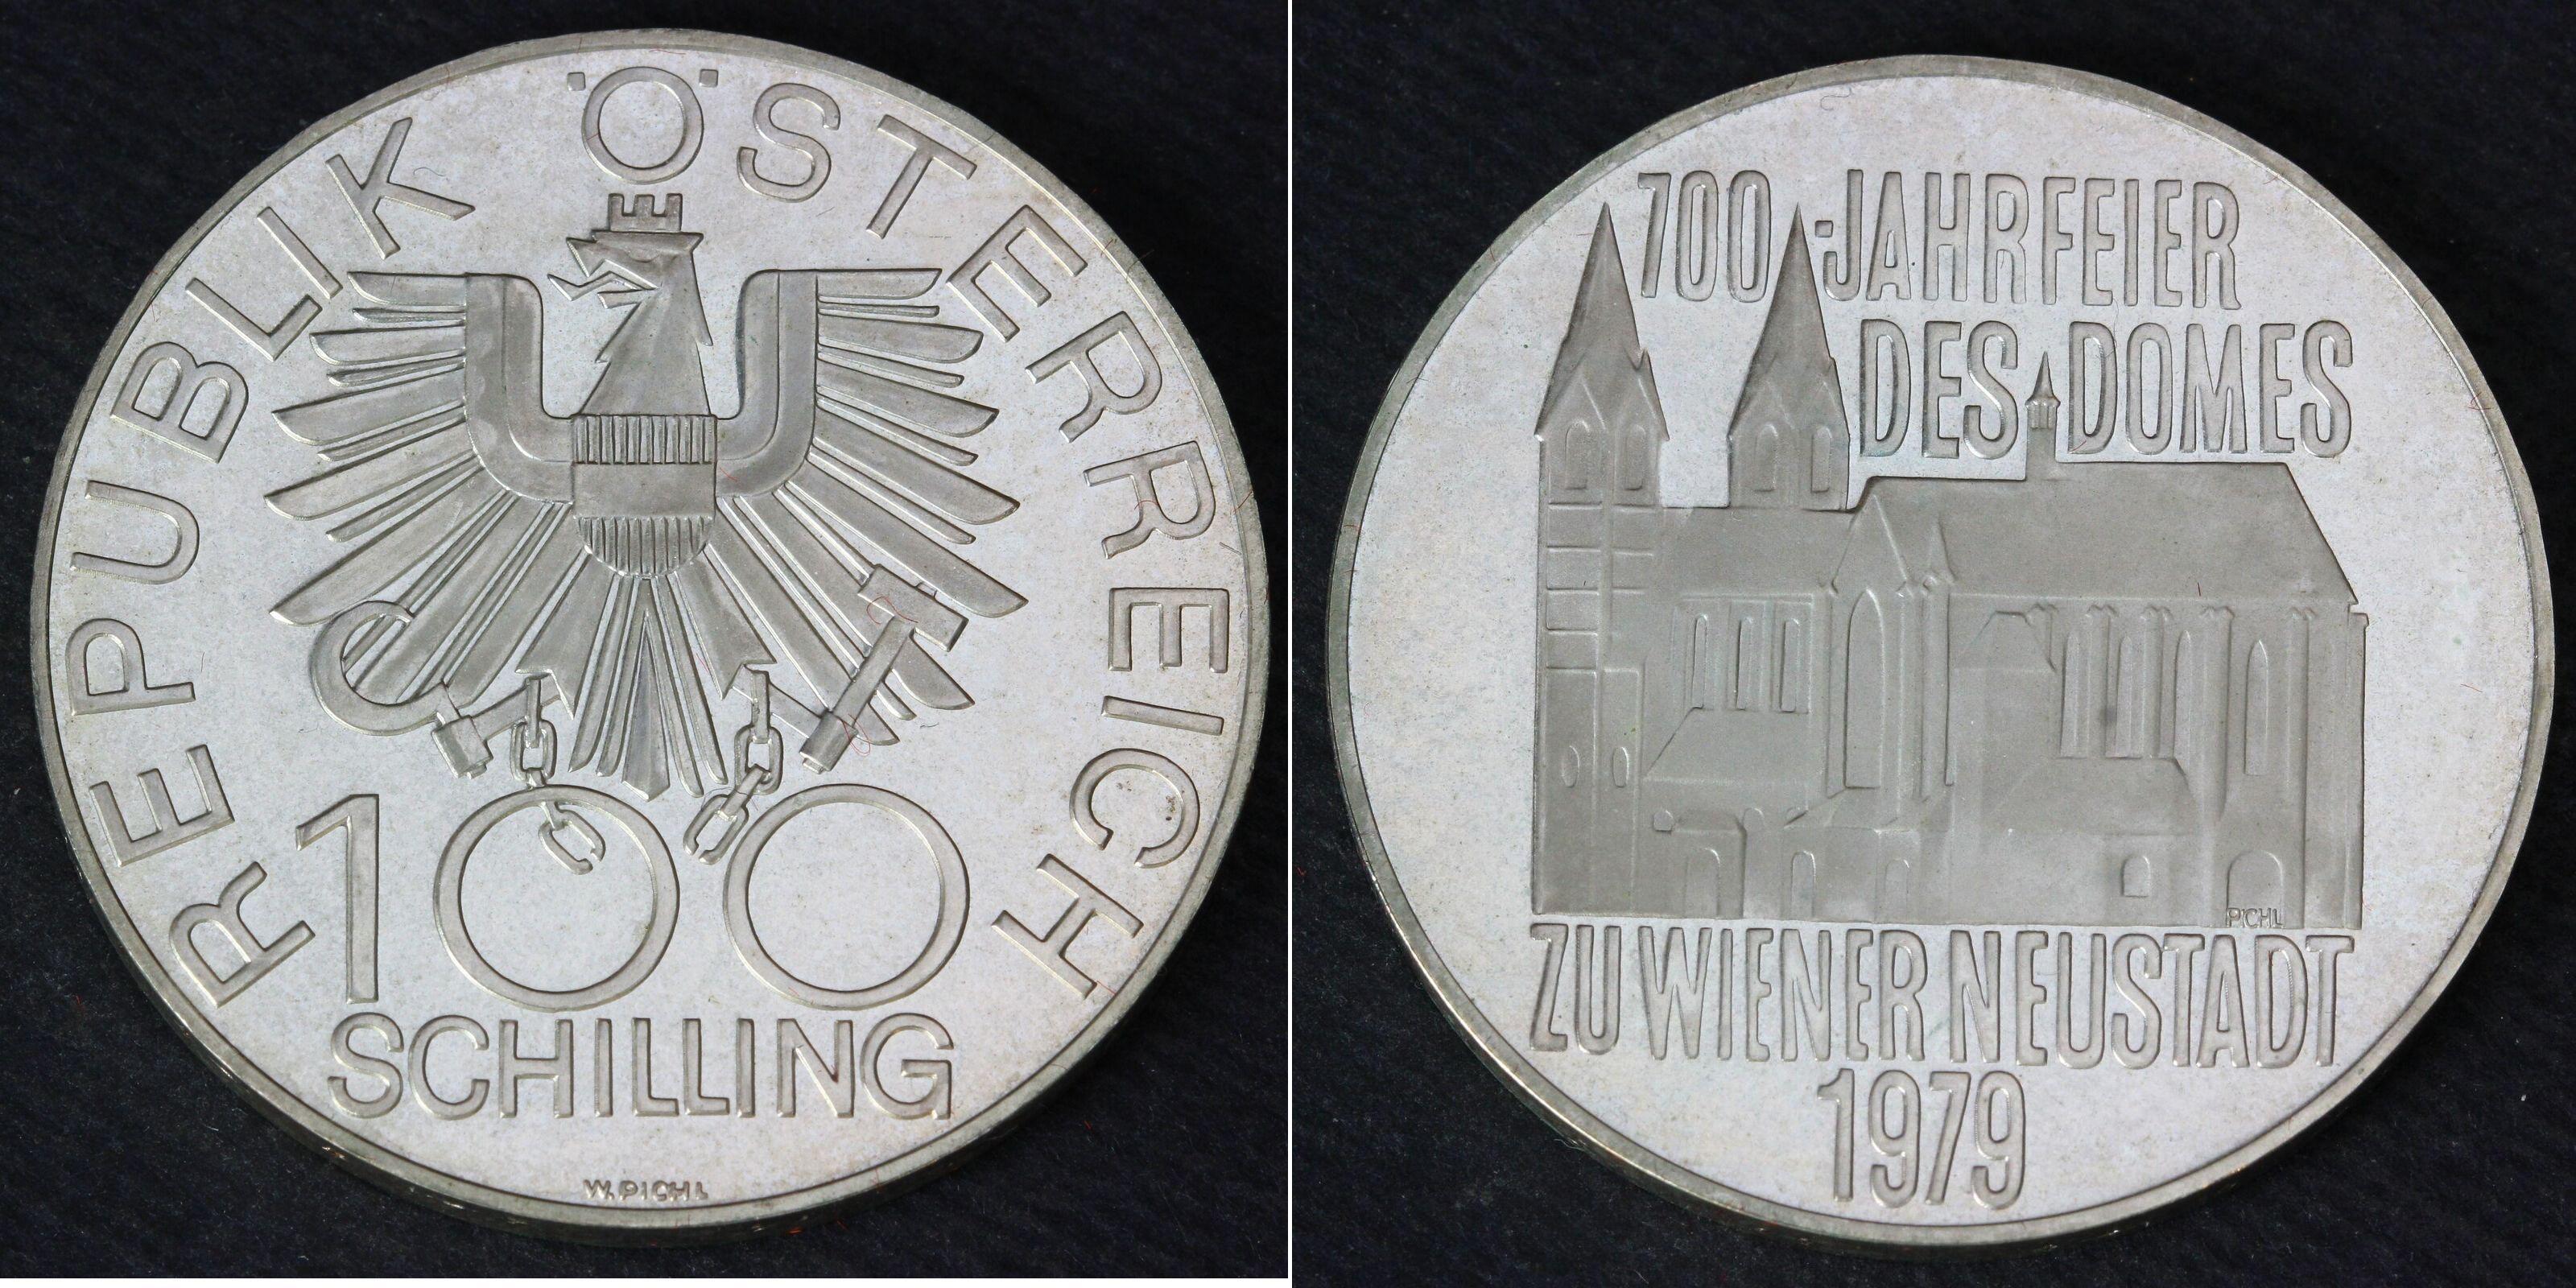 REPUBLIK ÖSTERREICH
100
SCHILLING
W. PICHL
700-JAHRFEIER
DES DOMES
PICHL
ZU WIENER NEUSTADT
1979